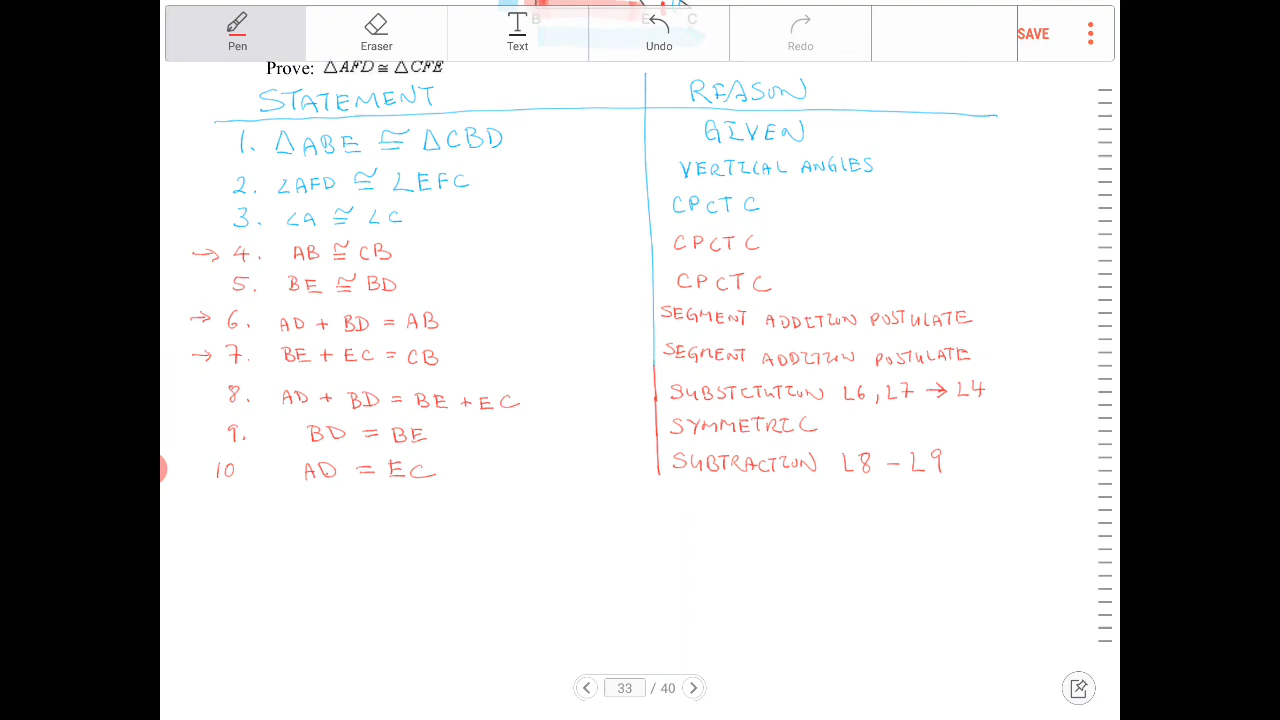 B E C
Pen Eraser Text Undo Redo SAVE
Prove: △AFD ≅ △CFE
STATEMENT REASON
1. △ABE ≅ △CBD GIVEN
2. ∠AFD ≅ ∠EFC VERTICAL ANGLES
3. ∠A ≅ ∠C CPCTC
→ 4. AB ≅ CB CPCTC
5. BE ≅ BD CPCTC
→ 6. AD + BD = AB SEGMENT ADDITION POSTULATE
→ 7. BE + EC = CB SEGMENT ADDITION POSTULATE
8. AD + BD = BE + EC SUBSTITUTION L6, L7 → L4
9. BD = BE SYMMETRIC
10 AD = EC SUBTRACTION L8 - L9
33 / 40